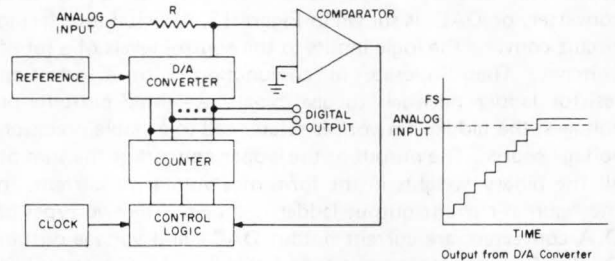 ANALOG
INPUT
R
COMPARATOR
REFERENCE
D/A
CONVERTER
DIGITAL
OUTPUT
COUNTER
CLOCK
CONTROL
LOGIC
FS
ANALOG
INPUT
TIME
Output from D/A Converter